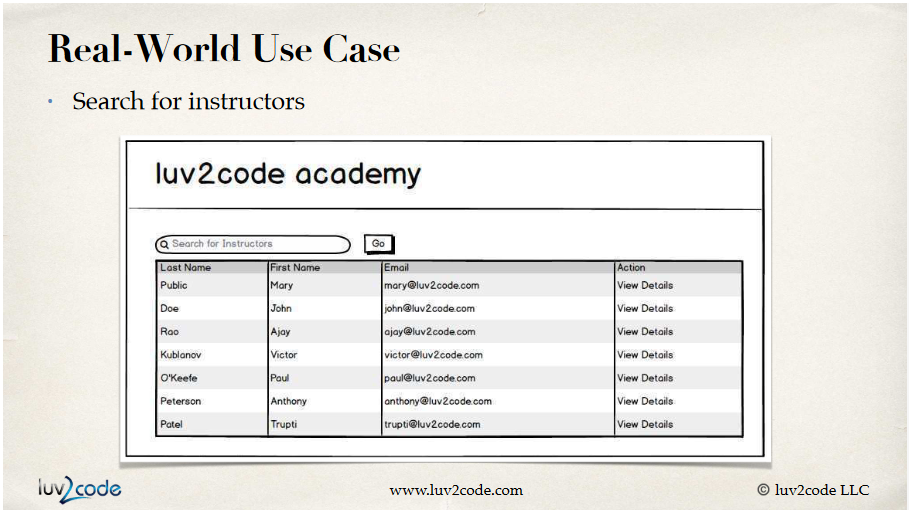 Real-World Use Case
• Search for instructors
luv2code academy
Search for Instructors Go
Last Name First Name Email Action
Public Mary mary@luv2code.com View Details
Doe John john@luv2code.com View Details
Rao Ajay ajay@luv2code.com View Details
Kublanov Victor victor@luv2code.com View Details
O'Keefe Paul paul@luv2code.com View Details
Peterson Anthony anthony@luv2code.com View Details
Patel Trupti trupti@luv2code.com View Details
luv2code www.luv2code.com © luv2code LLC